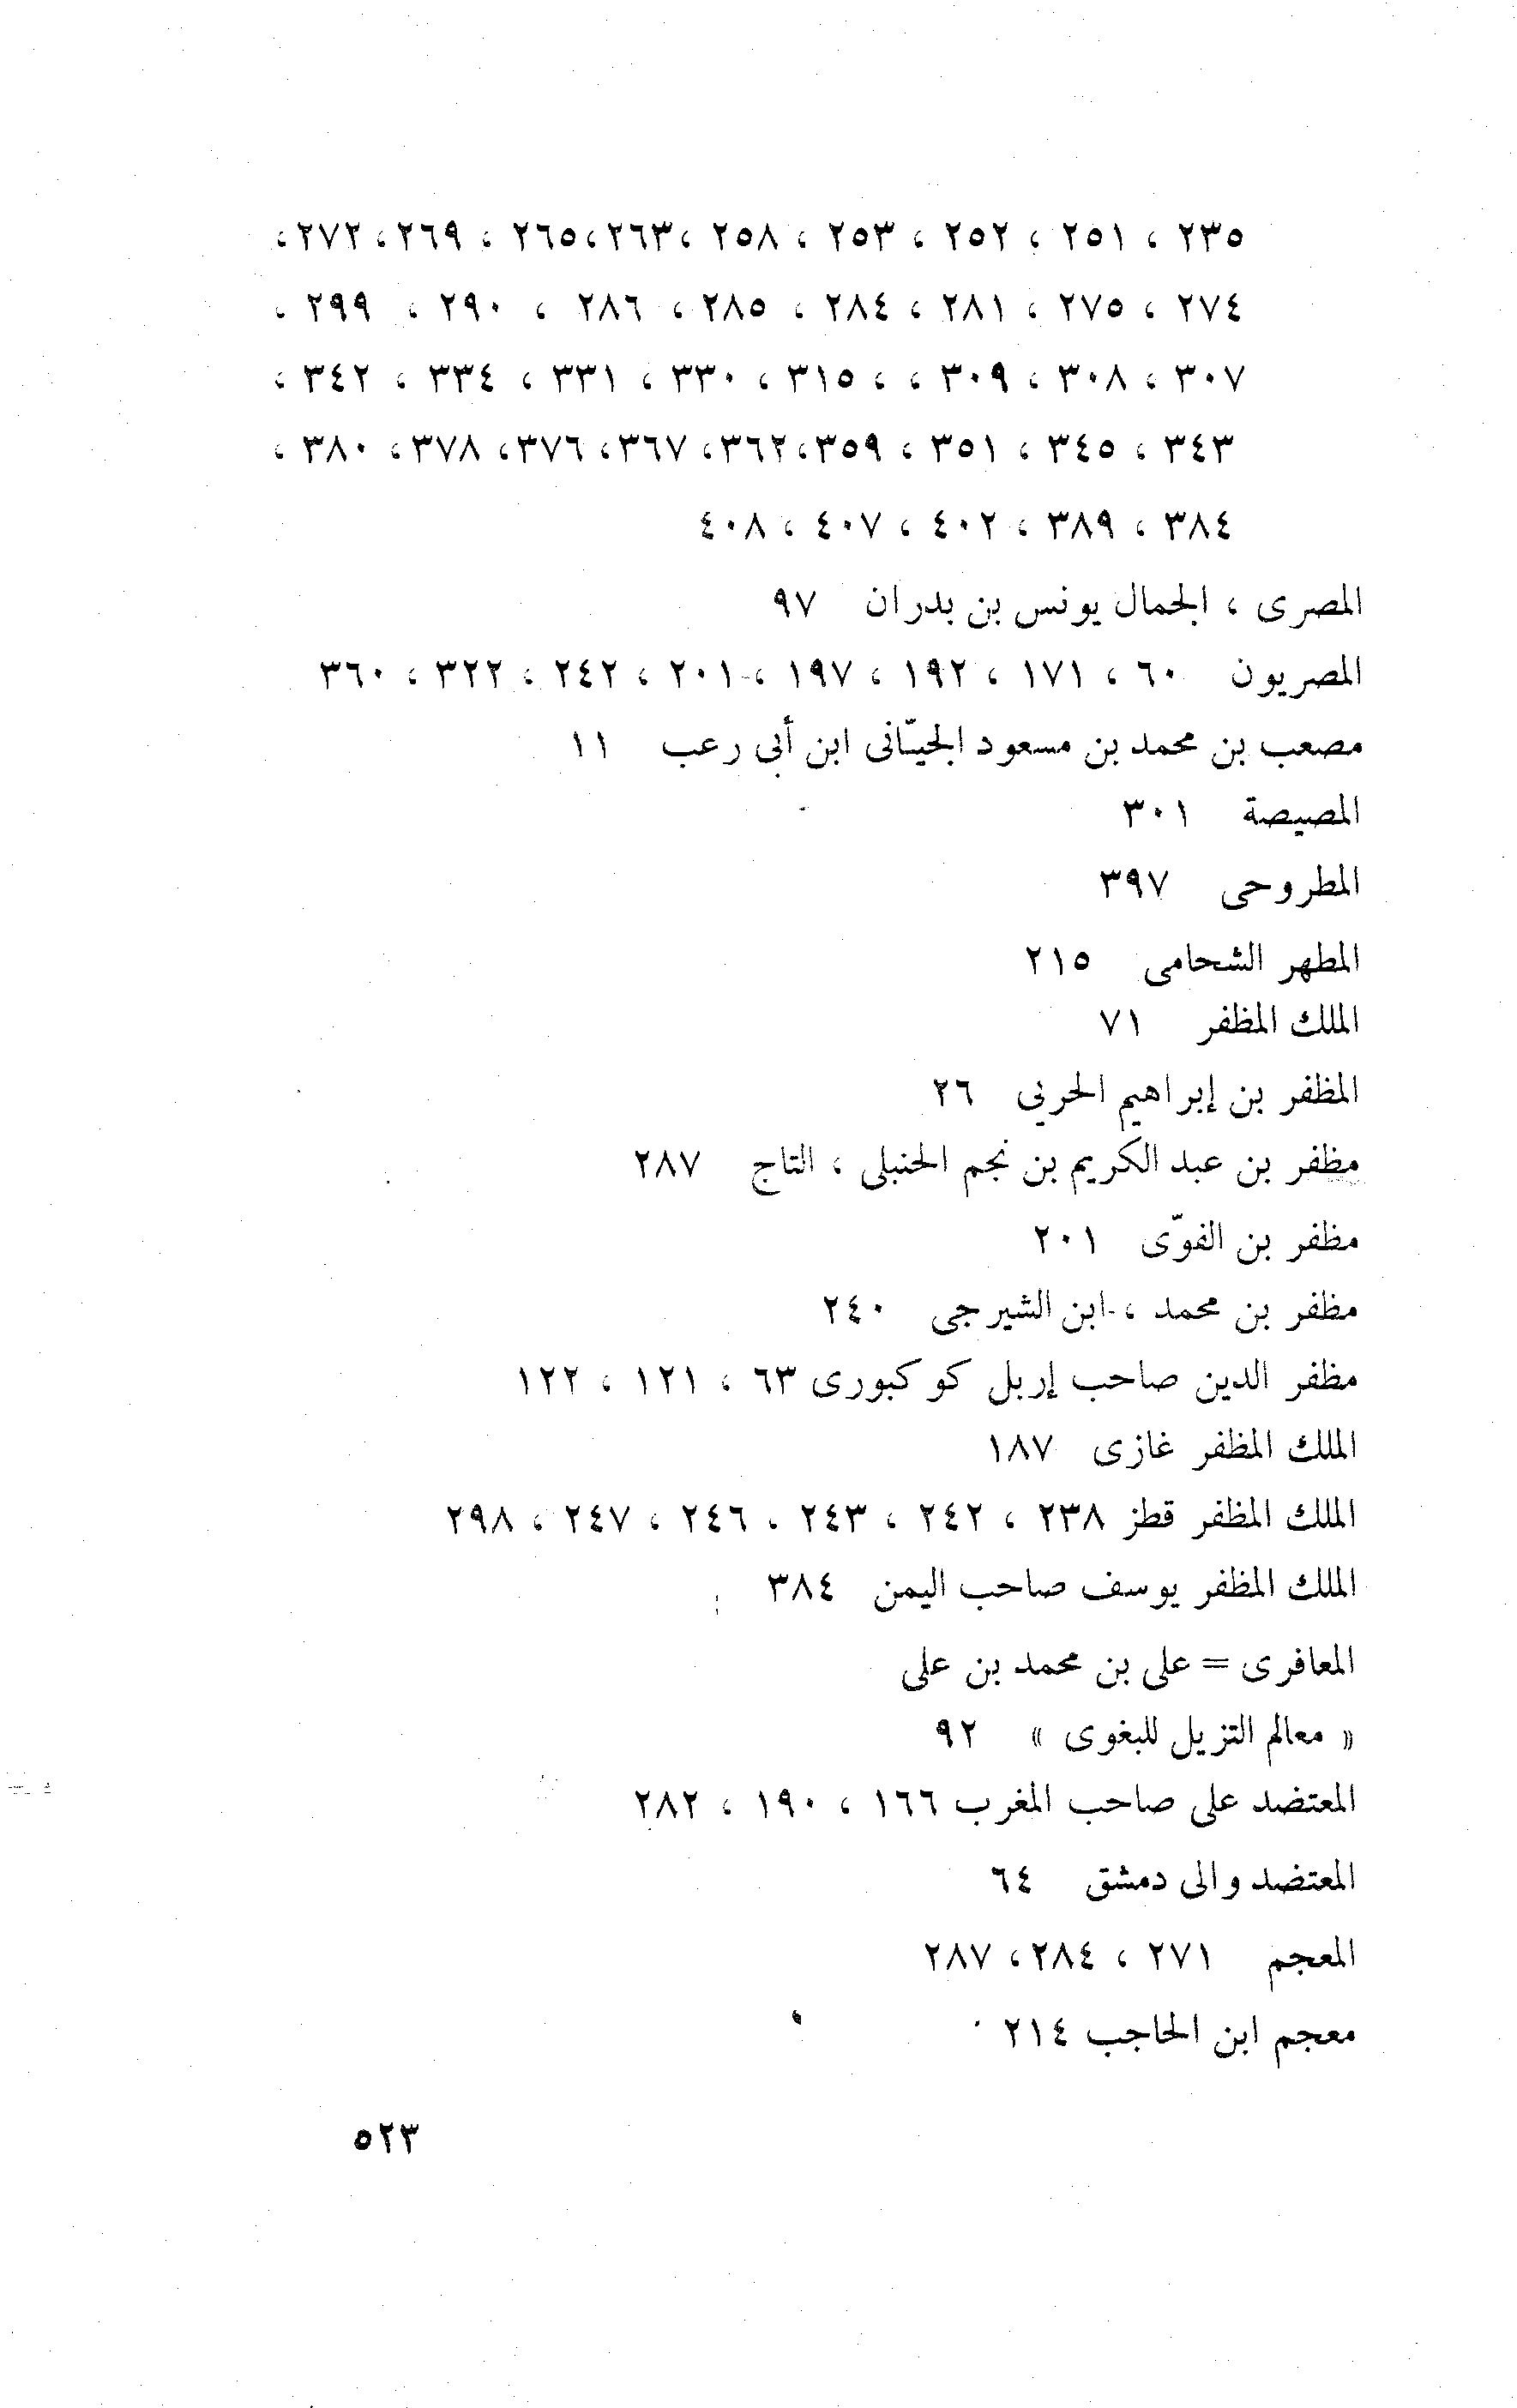 ٢٣٥ ، ٢٥١ ، ٢٥٢ ، ٢٥٣ ، ٢٥٨ ،٢٦٣،٢٦٥ ، ٢٦٩، ٢٧٢،
٢٧٤ ، ٢٧٥ ، ٢٨١ ، ٢٨٤ ، ٢٨٥ ، ٢٨٦ ، ٢٩٠ ، ٢٩٩ ،
٣٠٧ ، ٣٠٨ ، ٣٠٩ ، ، ٣١٥ ، ٣٣٠ ، ٣٣١ ، ٣٣٤ ، ٣٤٢ ،
٣٤٣ ، ٣٤٥ ، ٣٥١ ، ٣٥٩،٣٦٢، ٣٦٧، ٣٧٦، ٣٧٨، ٣٨٠ ،
٣٨٤ ، ٣٨٩ ، ٤٠٢ ، ٤٠٧ ، ٤٠٨
المصرى ، الجمال يونس بن بدران ٩٧
المصريون ٦٠ ، ١٧١ ، ١٩٢ ، ١٩٧ ، ٢٠١ ، ٢٤٢ ، ٣٢٢ ، ٣٦٠
مصعب بن محمد بن مسعود الجيّانى ابن أبى رعب ١١
المصيصة ٣٠١
المطروحى ٣٩٧
المطهر الشحامى ٢١٥
الملك المظفر ٧١
المظفر بن إبراهيم الحربى ٢٦
مظفر بن عبد الكريم بن نجم الحنبلى ، التاج ٢٨٧
مظفر بن الفوّى ٢٠١
مظفر بن محمد ، ابن الشيرجى ٢٤٠
مظفر الدين صاحب إربل كوكبورى ٦٣ ، ١٢١ ، ١٢٢
الملك المظفر غازى ١٨٧
الملك المظفر قطز ٢٣٨ ، ٢٤٢ ، ٢٤٣ ، ٢٤٦ ، ٢٤٧ ، ٢٩٨
الملك المظفر يوسف صاحب اليمن ٣٨٤
المعافرى = على بن محمد بن على
« معالم التزيل للبغوى » ٩٢
المعتضد على صاحب المغرب ١٦٦ ، ١٩٠ ، ٢٨٢
المعتضد والى دمشق ٦٤
المعجم ٢٧١ ، ٢٨٤ ، ٢٨٧
معجم ابن الحاجب ٢١٤
٥٢٣